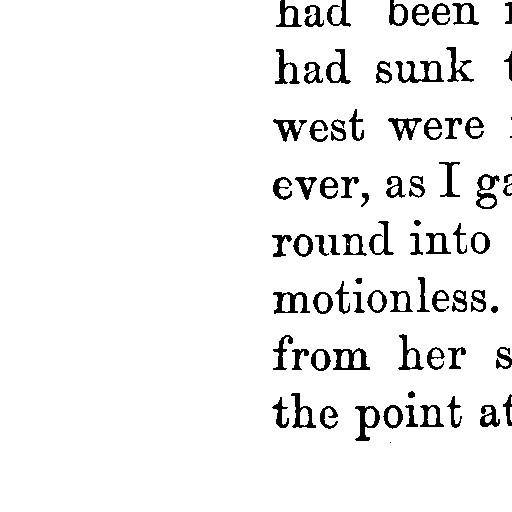 had been
had sunk
west were
ever, as I
round into
motionless.
from her
the point